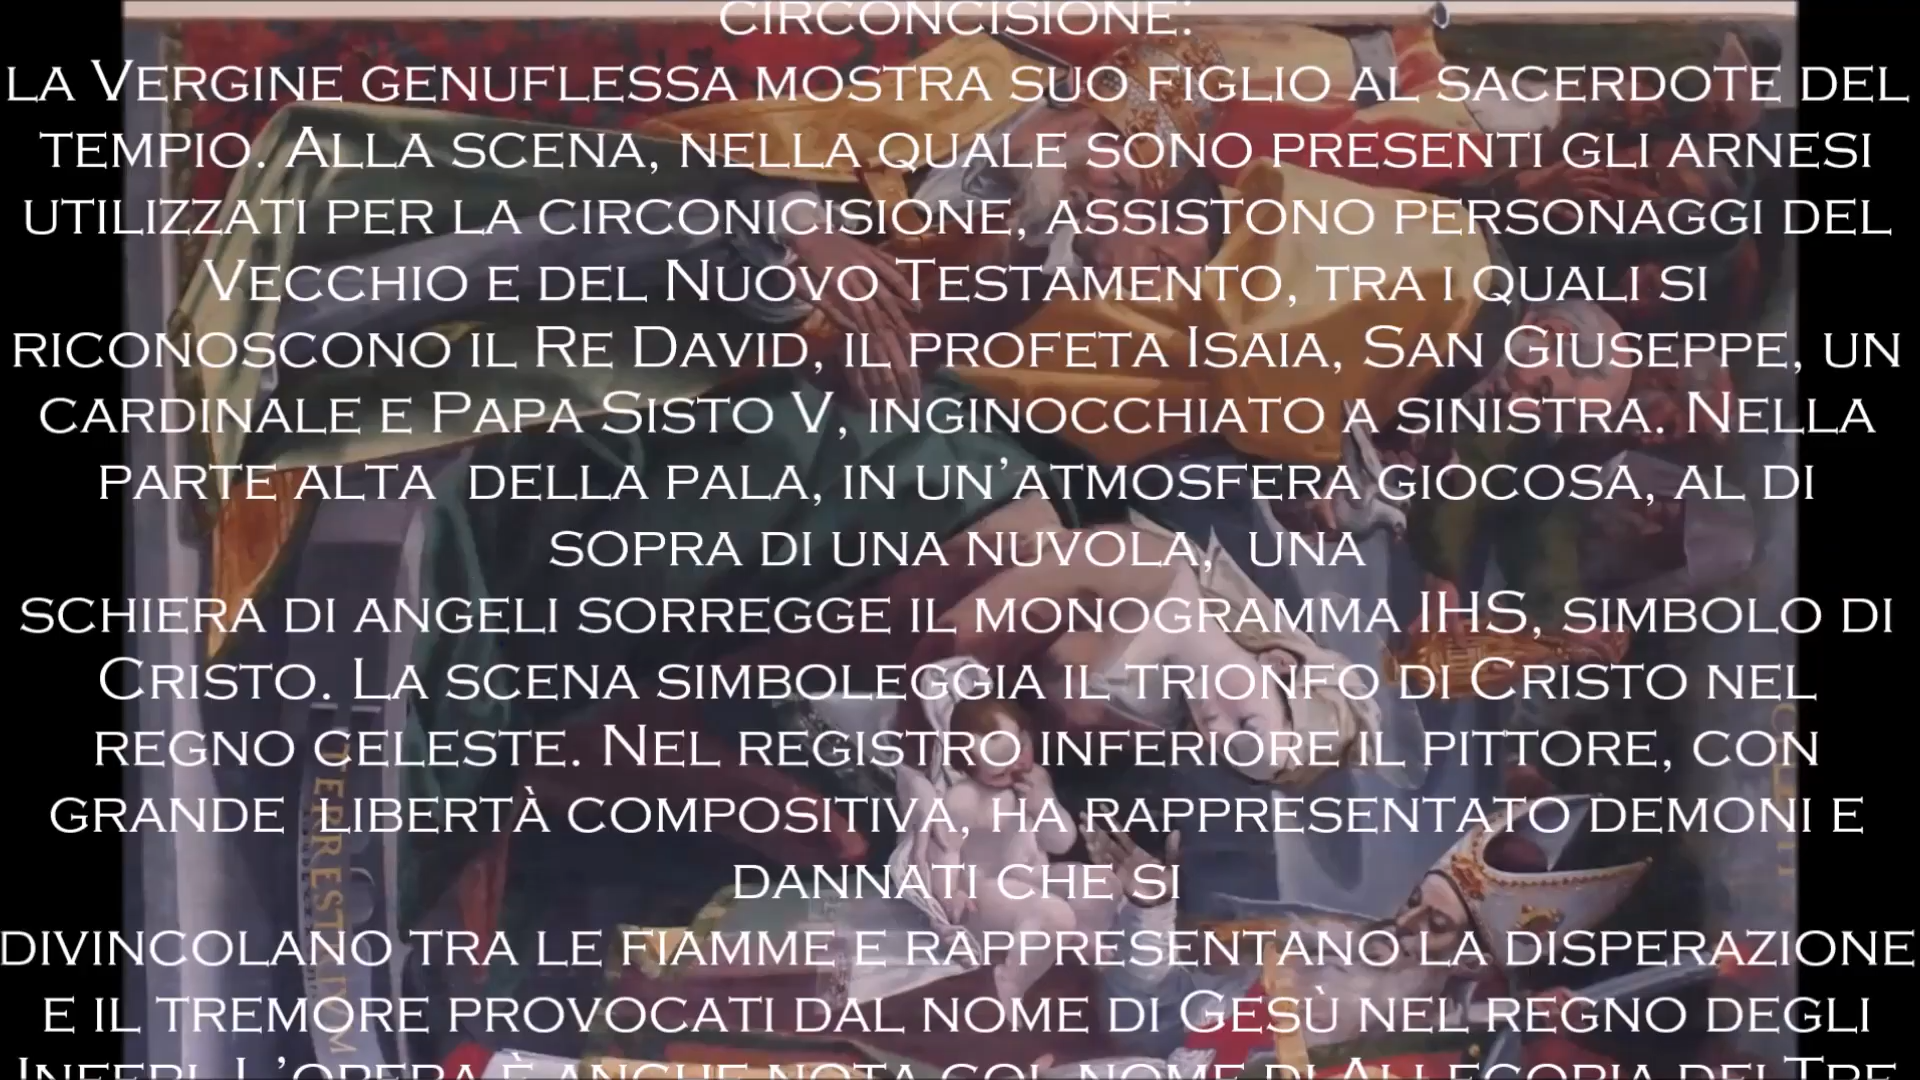 CIRCONCISIONE:
LA VERGINE GENUFLESSA MOSTRA SUO FIGLIO AL SACERDOTE DEL
TEMPIO. ALLA SCENA, NELLA QUALE SONO PRESENTI GLI ARNESI
UTILIZZATI PER LA CIRCONICISIONE, ASSISTONO PERSONAGGI DEL
VECCHIO E DEL NUOVO TESTAMENTO, TRA I QUALI SI
RICONOSCONO IL RE DAVID, IL PROFETA ISAIA, SAN GIUSEPPE, UN
CARDINALE E PAPA SISTO V, INGINOCCHIATO A SINISTRA. NELLA
PARTE ALTA DELLA PALA, IN UN'ATMOSFERA GIOCOSA, AL DI
SOPRA DI UNA NUVOLA, UNA
SCHIERA DI ANGELI SORREGGE IL MONOGRAMMA IHS, SIMBOLO DI
CRISTO. LA SCENA SIMBOLEGGIA IL TRIONFO DI CRISTO NEL
REGNO CELESTE. NEL REGISTRO INFERIORE IL PITTORE, CON
GRANDE LIBERTÀ COMPOSITIVA, HA RAPPRESENTATO DEMONI E
DANNATI CHE SI
DIVINCOLANO TRA LE FIAMME E RAPPRESENTANO LA DISPERAZIONE
E IL TREMORE PROVOCATI DAL NOME DI GESÙ NEL REGNO DEGLI
INFERI. L'OPERA È ANCHE NOTA COL NOME DI ALLEGORIA DEI TRE
TERRESTRIUM